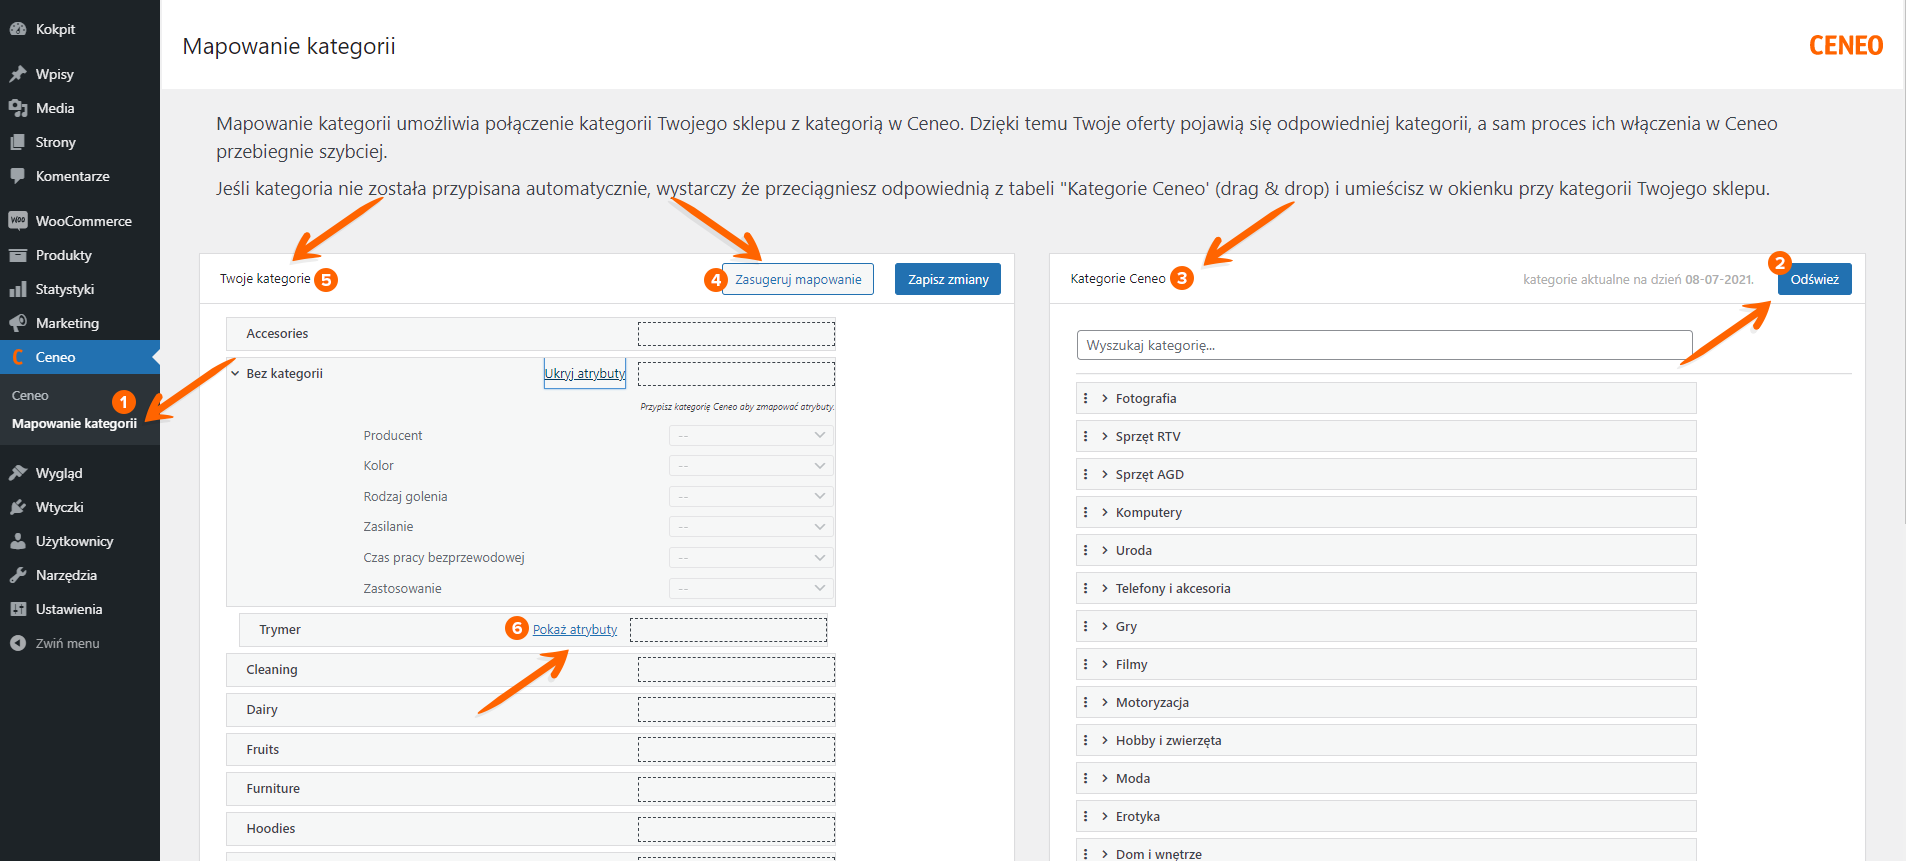 Kokpit
Wpisy
Media
Strony
Komentarze
WooCommerce
Produkty
Statystyki
Marketing
Ceneo
Ceneo
1
Mapowanie kategorii
Wygląd
Wtyczki
Użytkownicy
Narzędzia
Ustawienia
Zwiń menu
Mapowanie kategorii
CENEO
Mapowanie kategorii umożliwia połączenie kategorii Twojego sklepu z kategorią w Ceneo. Dzięki temu Twoje oferty pojawią się odpowiedniej kategorii, a sam proces ich włączenia w Ceneo
przebiegnie szybciej.
Jeśli kategoria nie została przypisana automatycznie, wystarczy że przeciągniesz odpowiednią z tabeli "Kategorie Ceneo' (drag & drop) i umieścisz w okienku przy kategorii Twojego sklepu.
Twoje kategorie 5
4 Zasugeruj mapowanie
Zapisz zmiany
Accesories
Bez kategorii
Ukryj atrybuty
Przypisz kategorię Ceneo aby zmapować atrybuty.
Producent --
Kolor --
Rodzaj golenia --
Zasilanie --
Czas pracy bezprzewodowej --
Zastosowanie --
Trymer
6 Pokaż atrybuty
Cleaning
Dairy
Fruits
Furniture
Hoodies
Kategorie Ceneo 3
kategorie aktualne na dzień 08-07-2021.
2
Odśwież
Wyszukaj kategorię...
Fotografia
Sprzęt RTV
Sprzęt AGD
Komputery
Uroda
Telefony i akcesoria
Gry
Filmy
Motoryzacja
Hobby i zwierzęta
Moda
Erotyka
Dom i wnętrze